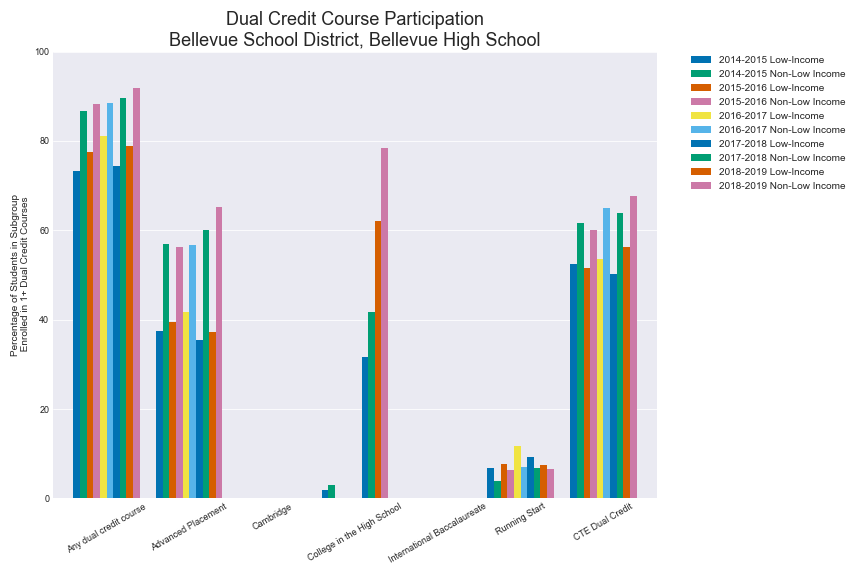 Dual Credit Course Participation
Bellevue School District, Bellevue High School
Percentage of Students in Subgroup
Enrolled in 1+ Dual Credit Courses
100
80
60
40
20
0
Any dual credit course
Advanced Placement
Cambridge
College in the High School
International Baccalaureate
Running Start
CTE Dual Credit
2014-2015 Low-Income
2014-2015 Non-Low Income
2015-2016 Low-Income
2015-2016 Non-Low Income
2016-2017 Low-Income
2016-2017 Non-Low Income
2017-2018 Low-Income
2017-2018 Non-Low Income
2018-2019 Low-Income
2018-2019 Non-Low Income